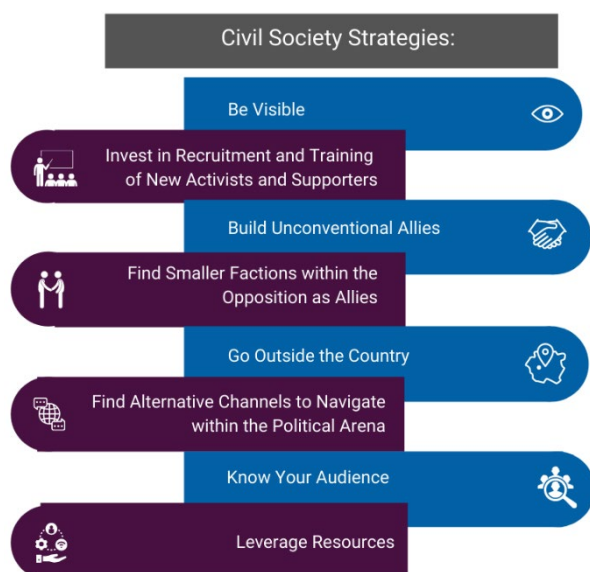 Civil Society Strategies:
Be Visible
Invest in Recruitment and Training
of New Activists and Supporters
Build Unconventional Allies
Find Smaller Factions within the
Opposition as Allies
Go Outside the Country
Find Alternative Channels to Navigate
within the Political Arena
Know Your Audience
Leverage Resources